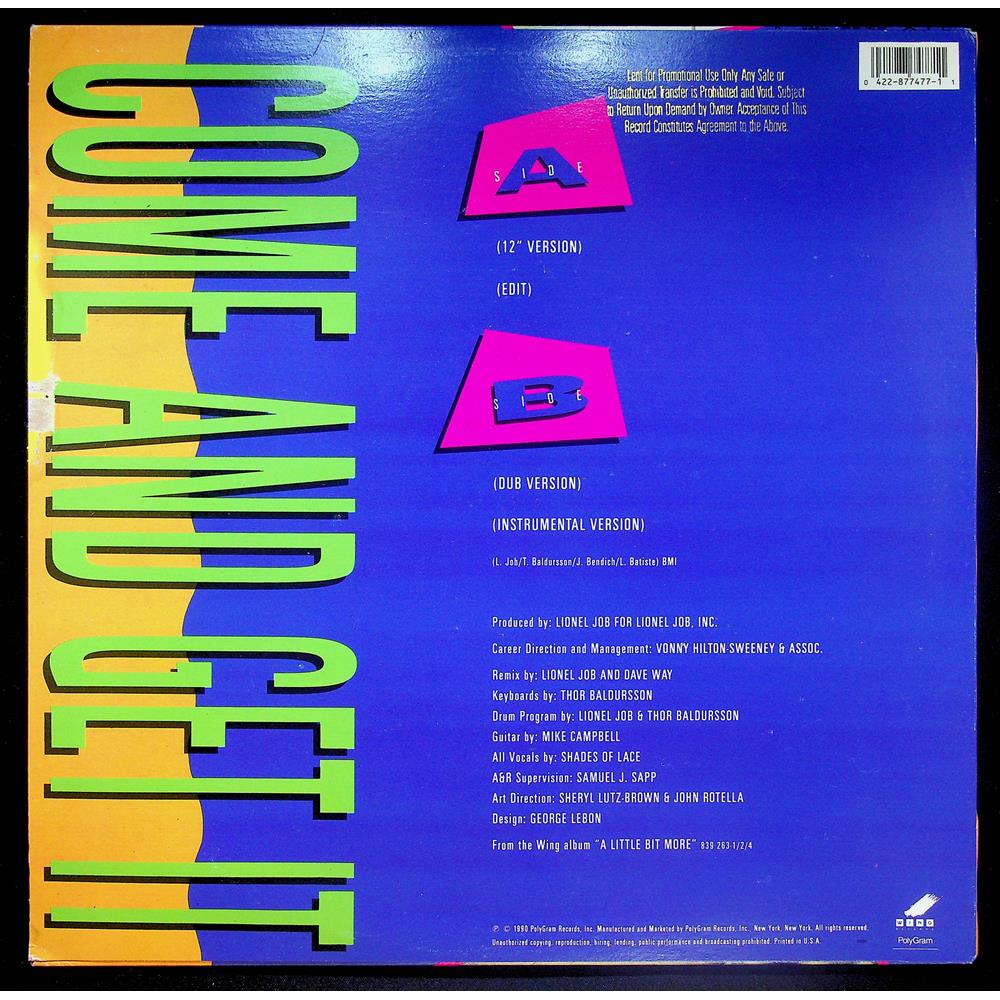 COME AND GET IT
Lent for Promotional Use Only Any Sale or
Unauthorized Transfer is Prohibited and Void. Subject
to Return Upon Demand by Owner Acceptance of This
Record Constitutes Agreement to the Above.
0 422-877477-1 1
SIDE A
(12" VERSION)
(EDIT)
SIDE B
(DUB VERSION)
(INSTRUMENTAL VERSION)
(L. Job/T. Baldursson/J. Bendich/L. Batiste) BMI
Produced by: LIONEL JOB FOR LIONEL JOB, INC.
Career Direction and Management: VONNY HILTON-SWEENEY & ASSOC.
Remix by: LIONEL JOB AND DAVE WAY
Keyboards by: THOR BALDURSSON
Drum Program by: LIONEL JOB & THOR BALDURSSON
Guitar by: MIKE CAMPBELL
All Vocals by: SHADES OF LACE
A&R Supervision: SAMUEL J. SAPP
Art Direction: SHERYL LUTZ-BROWN & JOHN ROTELLA
Design: GEORGE LEBON
From the Wing album "A LITTLE BIT MORE" 839 263-1/2/4
℗ © 1990 PolyGram Records, Inc. Manufactured and Marketed by PolyGram Records, Inc., New York, New York. All rights reserved.
Unauthorized copying, reproduction, hiring, lending, public performance and broadcasting prohibited. Printed in U.S.A.
WING
RECORDS
PolyGram